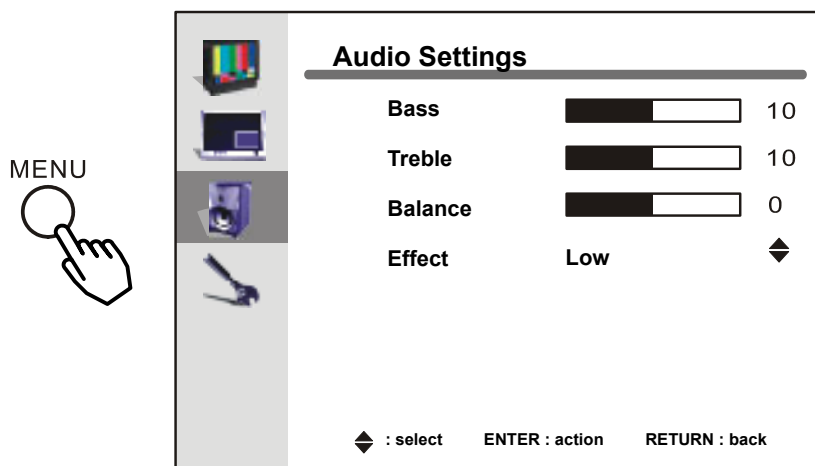 MENU
Audio Settings
Bass 10
Treble 10
Balance 0
Effect Low
: select ENTER : action RETURN : back